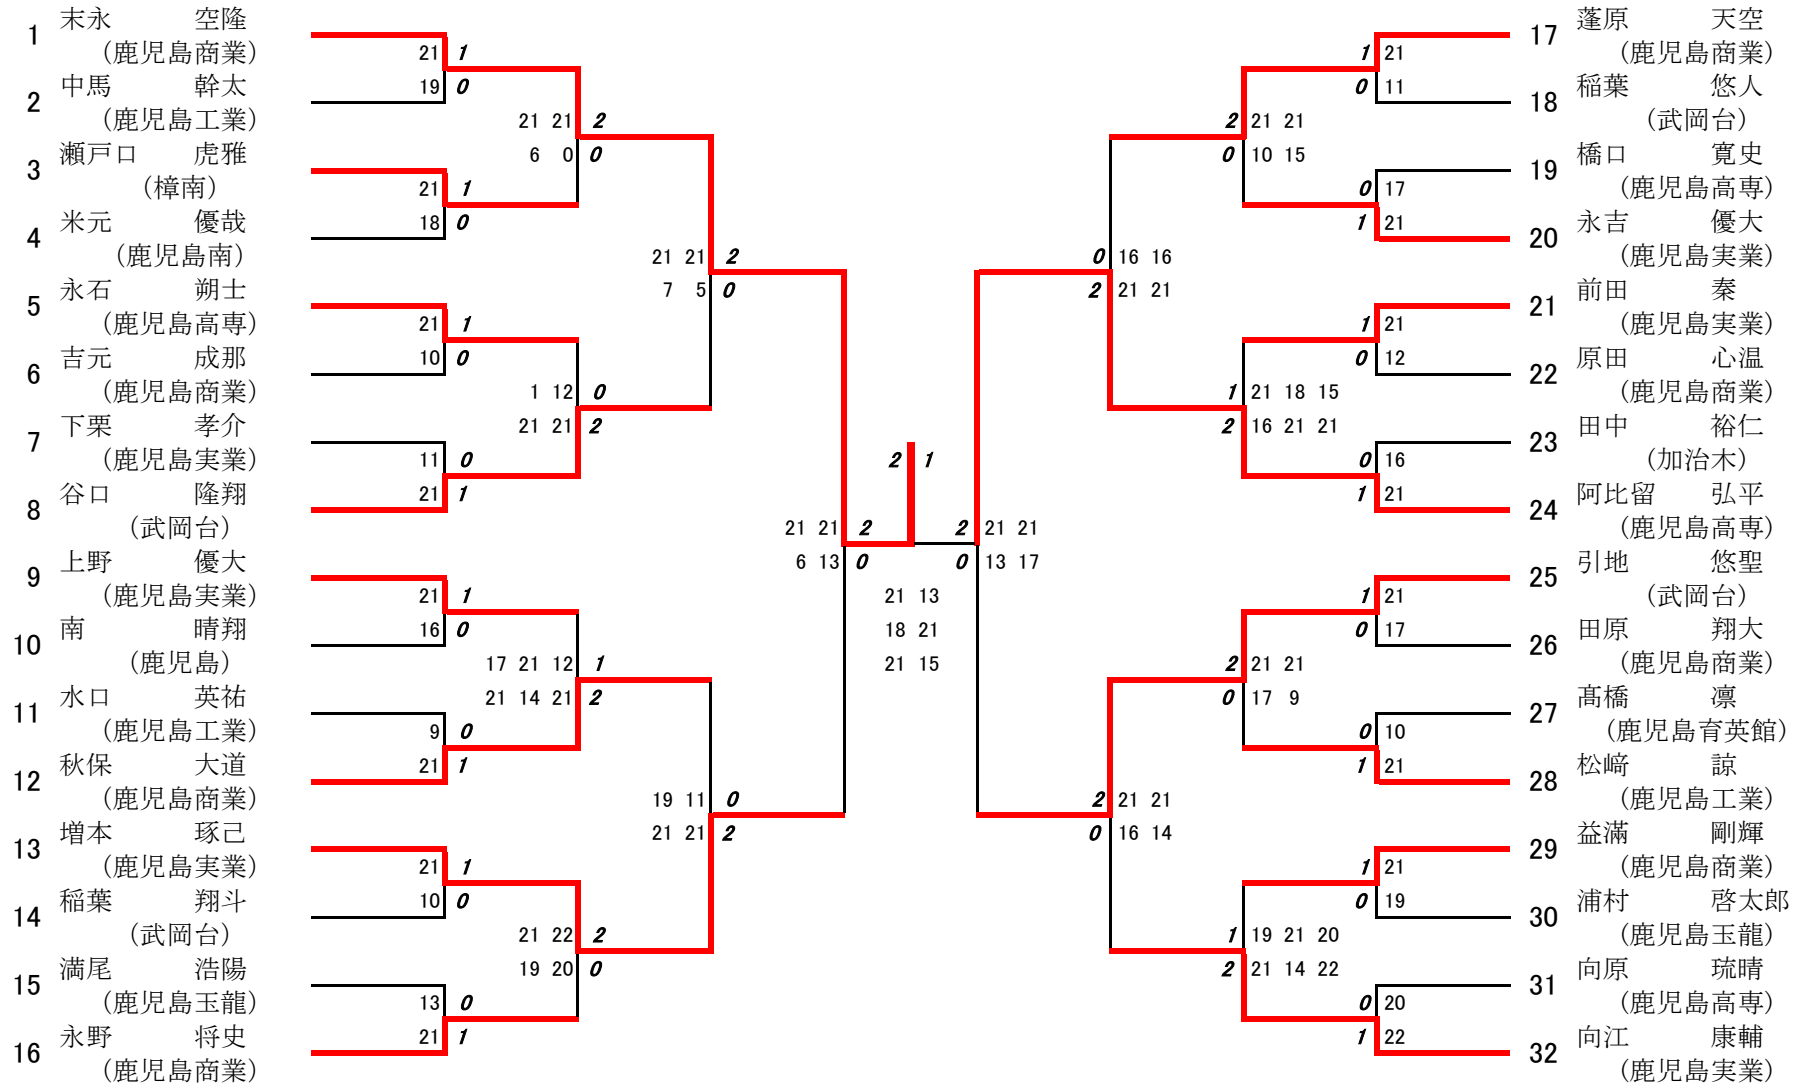 1 末永 空隆
(鹿児島商業)
21 1
2 中馬 幹太
19 0
(鹿児島工業)
21 21 2
6 0 0
3 瀬戸口 虎雅
(樟南)
21 1
4 米元 優哉
18 0
(鹿児島南)
21 21 2
7 5 0
5 永石 朔士
(鹿児島高専)
21 1
6 吉元 成那
10 0
(鹿児島商業)
1 12 0
21 21 2
7 下栗 孝介
(鹿児島実業)
11 0
8 谷口 隆翔
21 1
(武岡台)
21 21 2
6 13 0
9 上野 優大
(鹿児島実業)
21 1
10 南 晴翔
16 0
(鹿児島)
17 21 12 1
21 14 21 2
11 水口 英祐
(鹿児島工業)
9 0
12 秋保 大道
21 1
(鹿児島商業)
19 11 0
21 21 2
13 増本 琢己
(鹿児島実業)
21 1
14 稲葉 翔斗
10 0
(武岡台)
21 22 2
19 20 0
15 満尾 浩陽
(鹿児島玉龍)
13 0
16 永野 将史
21 1
(鹿児島商業)
2 1
21 13
18 21
21 15
17 蓬原 天空
(鹿児島商業)
1 21
18 稲葉 悠人
0 11
(武岡台)
2 21 21
0 10 15
19 橋口 寛史
(鹿児島高専)
0 17
20 永吉 優大
1 21
(鹿児島実業)
0 16 16
2 21 21
21 前田 秦
(鹿児島実業)
1 21
22 原田 心温
0 12
(鹿児島商業)
1 21 18 15
2 16 21 21
23 田中 裕仁
(加治木)
0 16
24 阿比留 弘平
1 21
(鹿児島高専)
2 21 21
0 13 17
25 引地 悠聖
(武岡台)
1 21
26 田原 翔大
0 17
(鹿児島商業)
2 21 21
0 17 9
27 髙橋 凛
(鹿児島育英館)
0 10
28 松﨑 諒
1 21
(鹿児島工業)
2 21 21
0 16 14
29 益滿 剛輝
(鹿児島商業)
1 21
30 浦村 啓太郎
0 19
(鹿児島玉龍)
1 19 21 20
2 21 14 22
31 向原 琉晴
(鹿児島高専)
0 20
32 向江 康輔
1 22
(鹿児島実業)